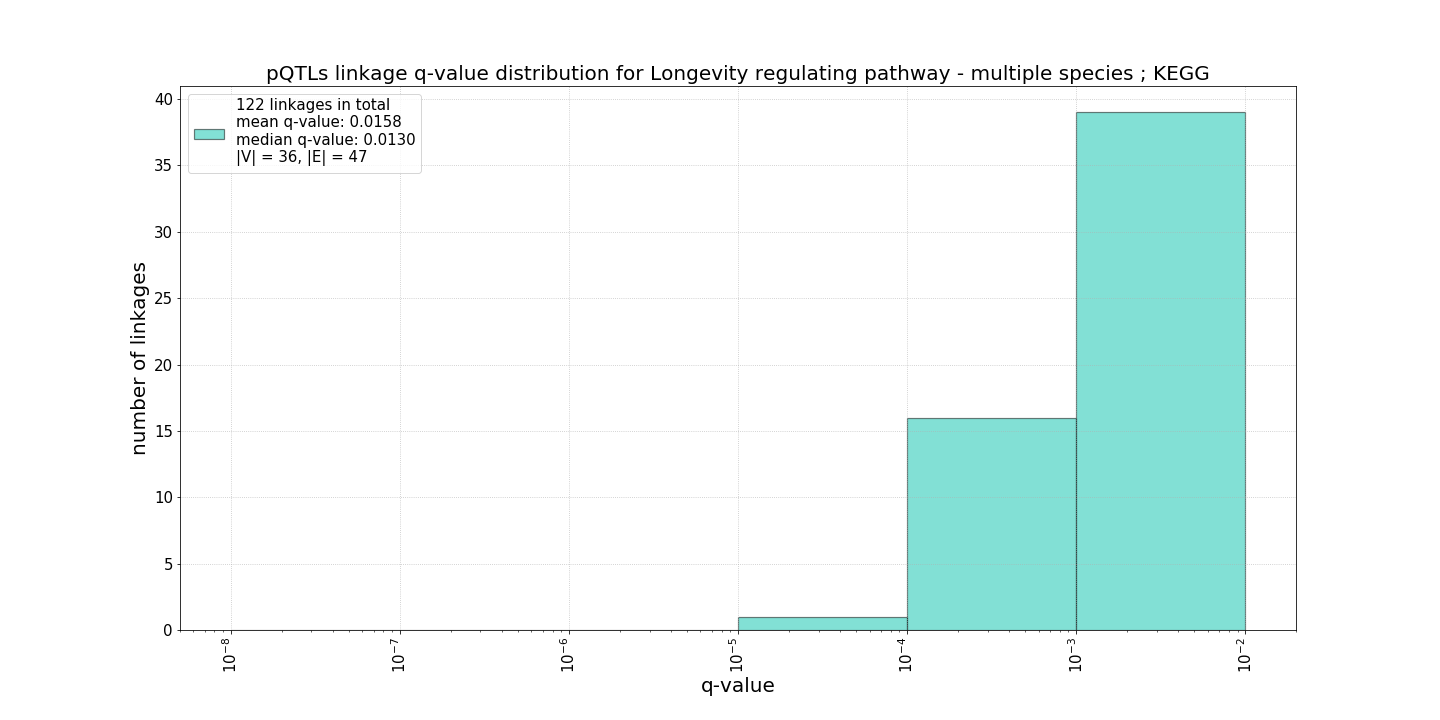 pQTLs linkage q-value distribution for Longevity regulating pathway - multiple species ; KEGG
122 linkages in total
mean q-value: 0.0158
median q-value: 0.0130
|V| = 36, |E| = 47
number of linkages
40
35
30
25
20
15
10
5
0
10⁻⁸
10⁻⁷
10⁻⁶
10⁻⁵
10⁻⁴
10⁻³
10⁻²
q-value